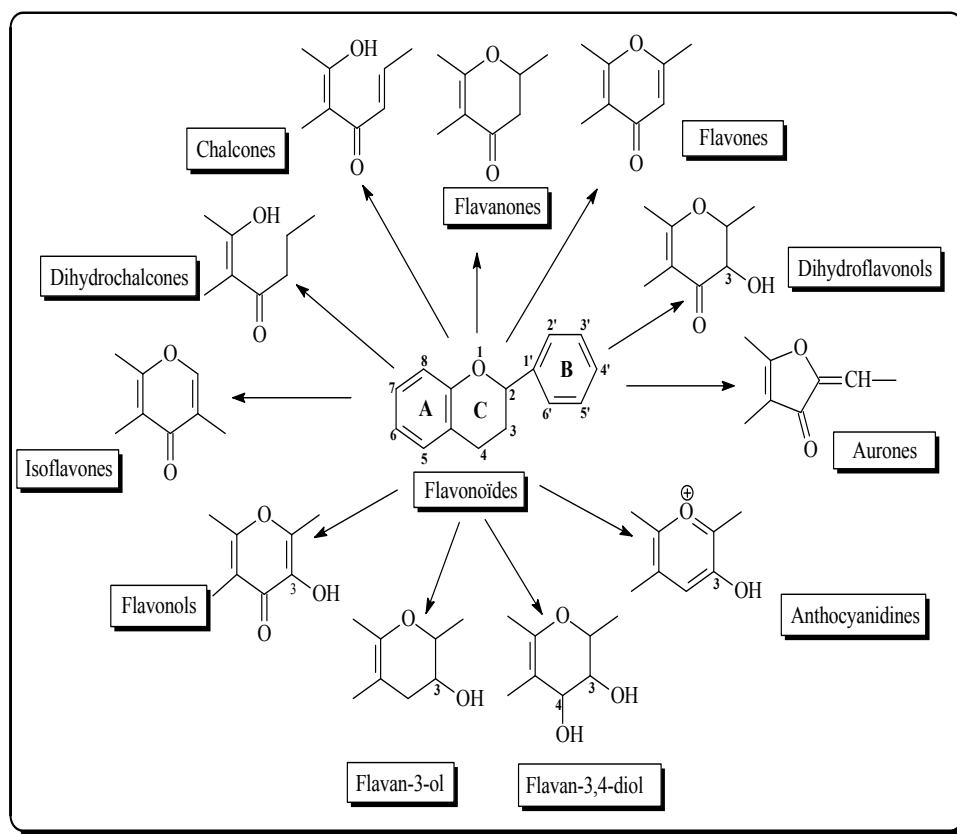 OH
O
Chalcones
O
O
Flavanones
O
O
Flavones
OH
O
Dihydrochalcones
O
3
OH
O
Dihydroflavonols
O
O
Isoflavones
8
1
O
2
3
4
5
6
7
A
C
1'
2'
3'
4'
5'
6'
B
Flavonoïdes
O
CH
O
Aurones
O
3
OH
O
Flavonols
O
3
OH
Flavan-3-ol
O
3
OH
4
OH
Flavan-3,4-diol
⊕
O
3
OH
Anthocyanidines